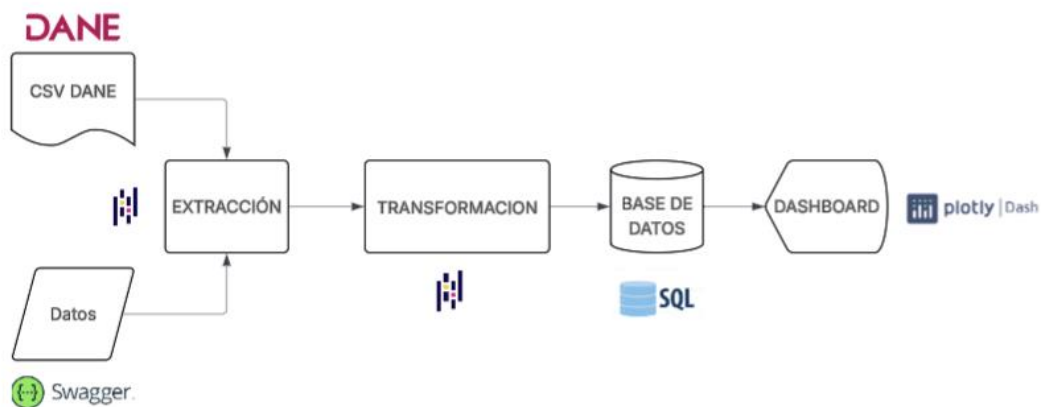 DANE
CSV DANE
EXTRACCIÓN
TRANSFORMACION
BASE DE
DATOS
DASHBOARD
plotly | Dash
Datos
SQL
{···} Swagger.